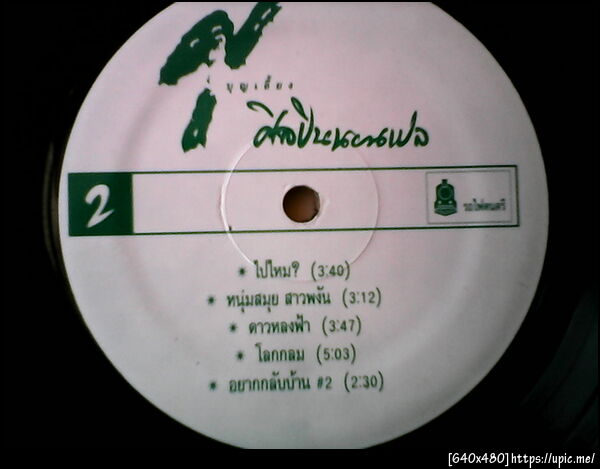 สุ
บุญเลี้ยง
ศิลปินนอนเปล
2
รถไฟดนตรี
* ไปไหม? (3:40)
* หนุ่มสมุย สาวพงัน (3:12)
* ดาวหลงฟ้า (3:47)
* โลกกลม (5:03)
* อยากกลับบ้าน #2 (2:30)
[640x480]https://upic.me/